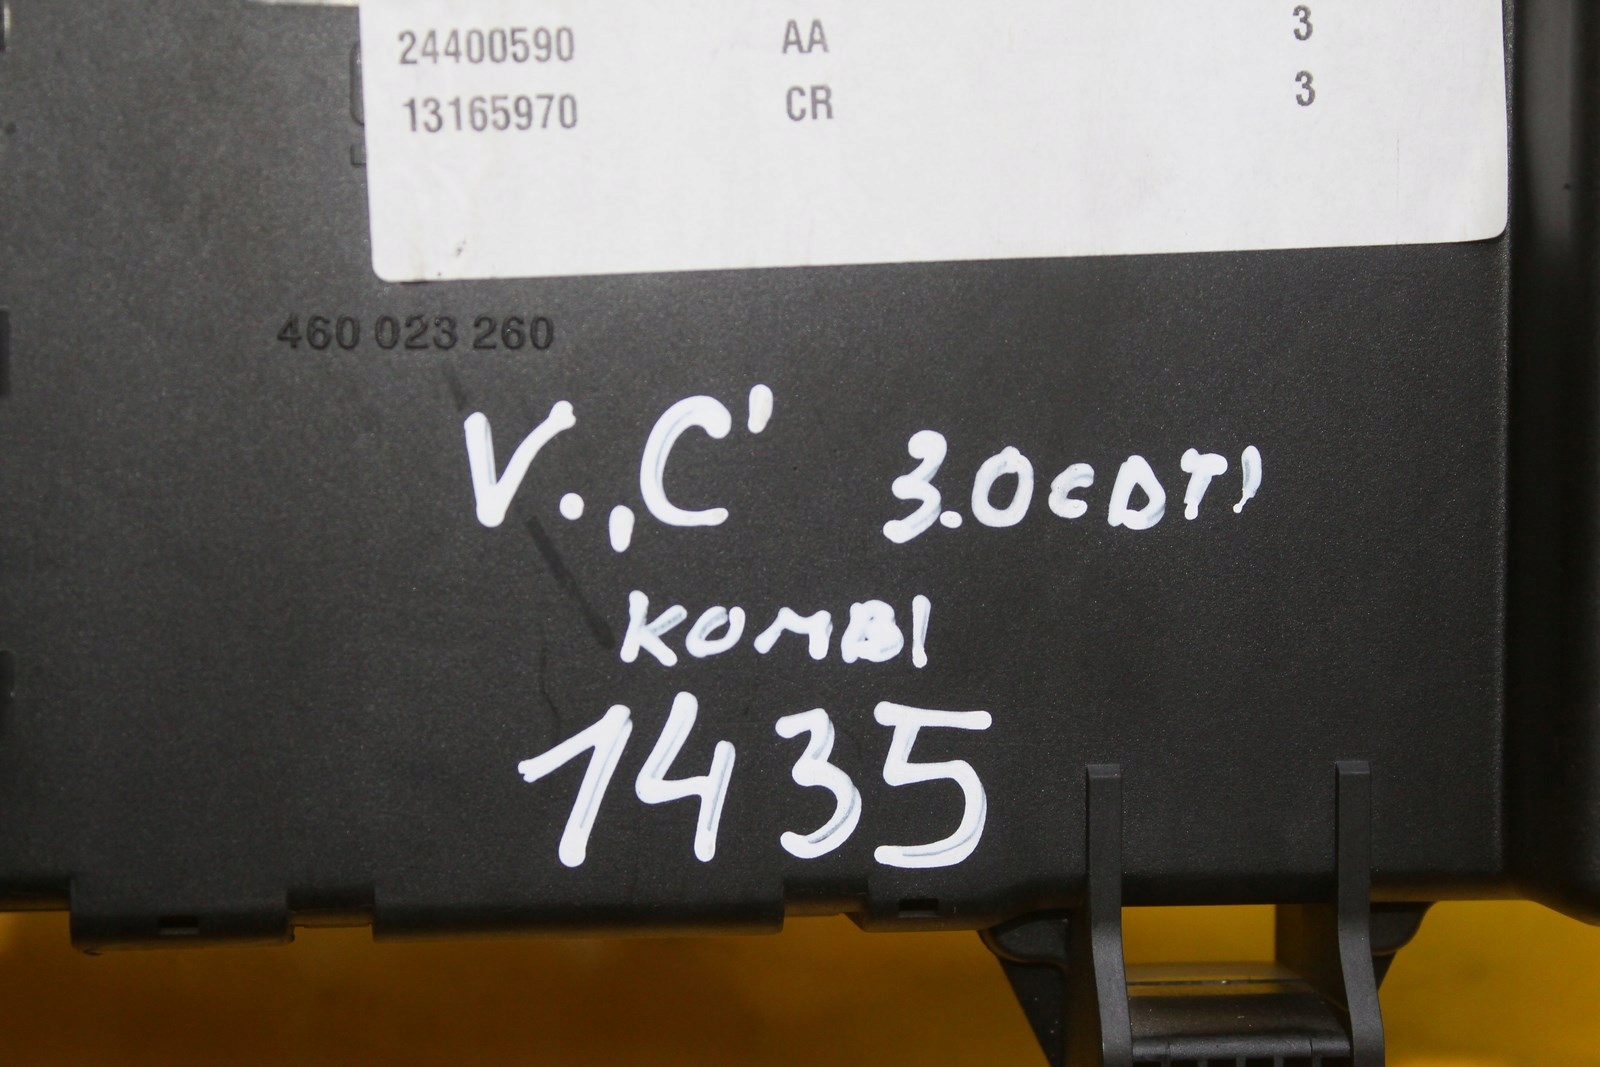 24400590 AA 3
13165970 CR 3
460 023 260
V.,C' 3.0CDTI
KOMBI
1435